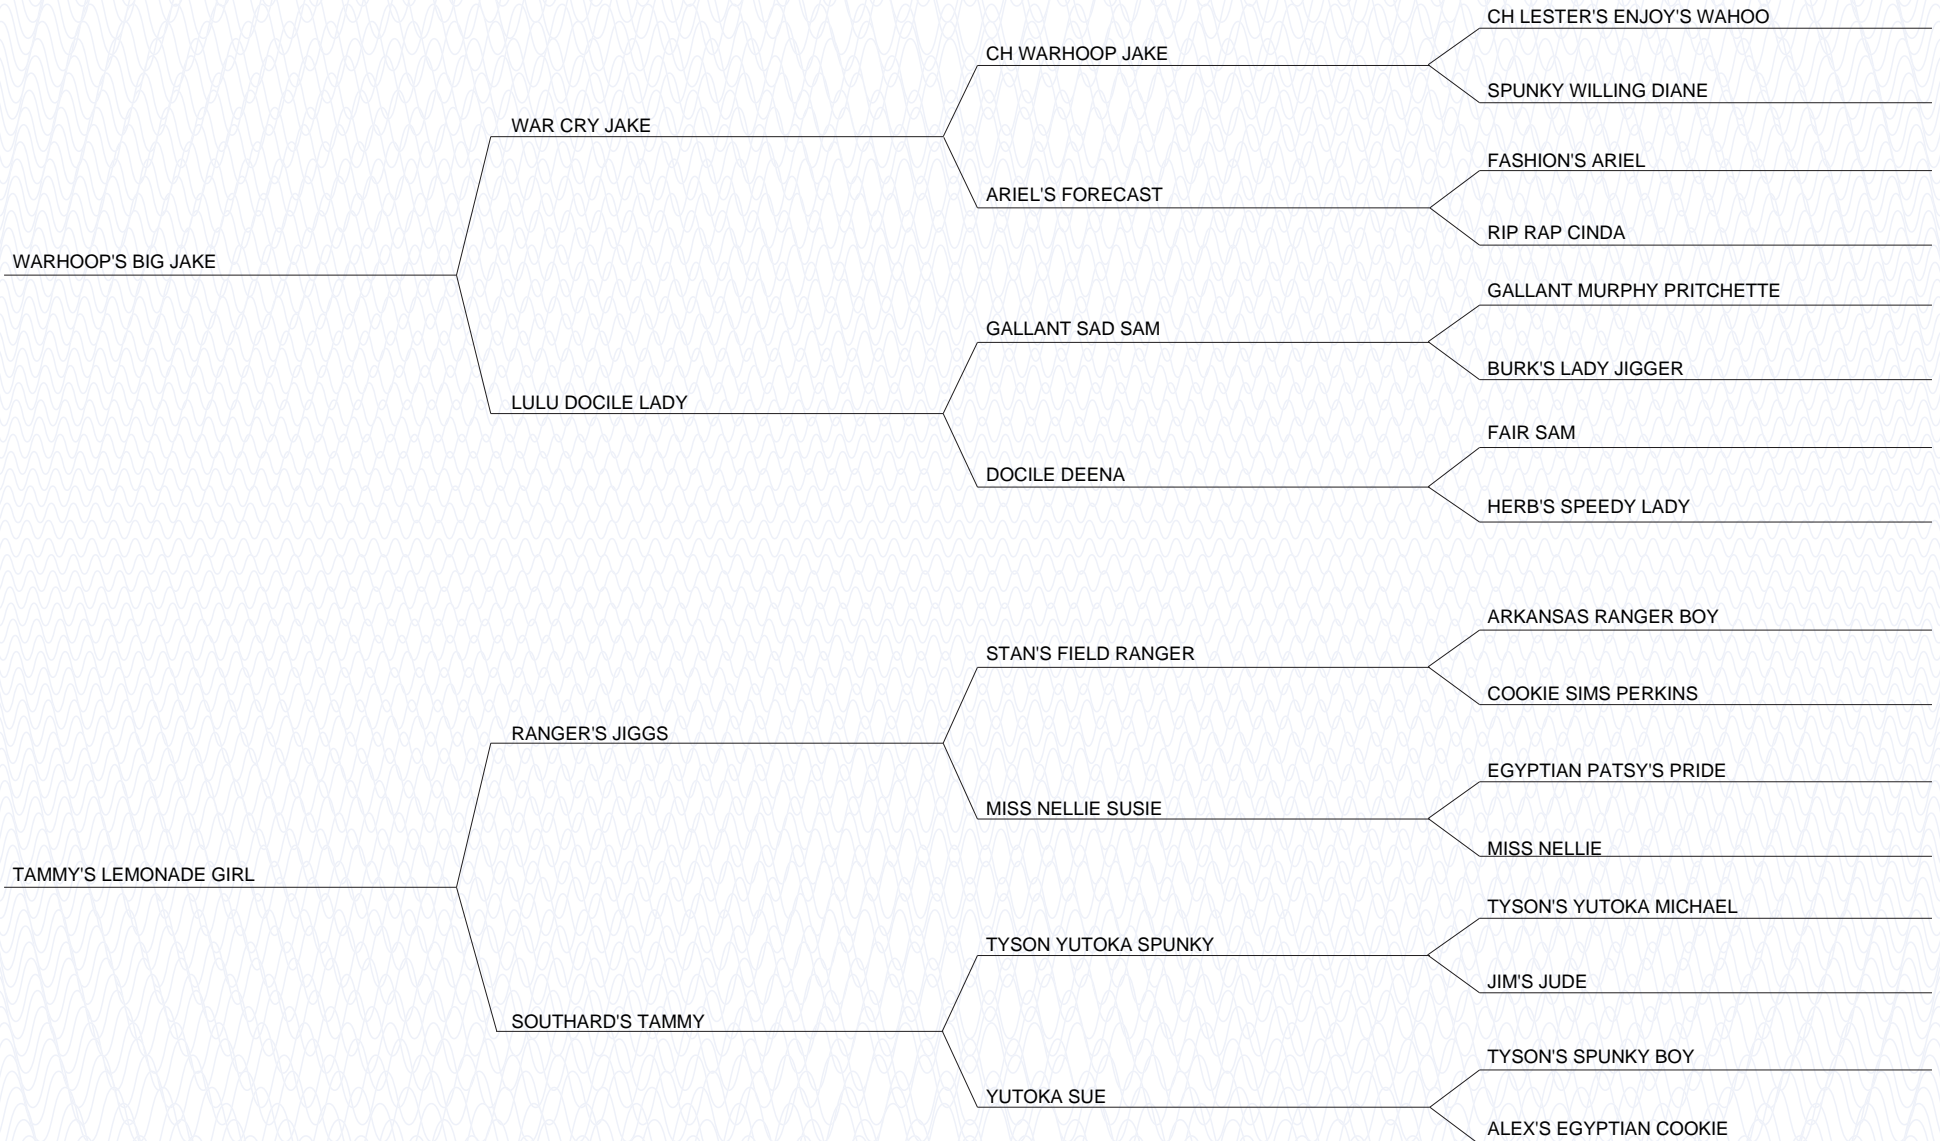 CH LESTER'S ENJOY'S WAHOO
CH WARHOOP JAKE
SPUNKY WILLING DIANE
WAR CRY JAKE
FASHION'S ARIEL
ARIEL'S FORECAST
RIP RAP CINDA
WARHOOP'S BIG JAKE
GALLANT MURPHY PRITCHETTE
GALLANT SAD SAM
BURK'S LADY JIGGER
LULU DOCILE LADY
FAIR SAM
DOCILE DEENA
HERB'S SPEEDY LADY
ARKANSAS RANGER BOY
STAN'S FIELD RANGER
COOKIE SIMS PERKINS
RANGER'S JIGGS
EGYPTIAN PATSY'S PRIDE
MISS NELLIE SUSIE
MISS NELLIE
TAMMY'S LEMONADE GIRL
TYSON'S YUTOKA MICHAEL
TYSON YUTOKA SPUNKY
JIM'S JUDE
SOUTHARD'S TAMMY
TYSON'S SPUNKY BOY
YUTOKA SUE
ALEX'S EGYPTIAN COOKIE